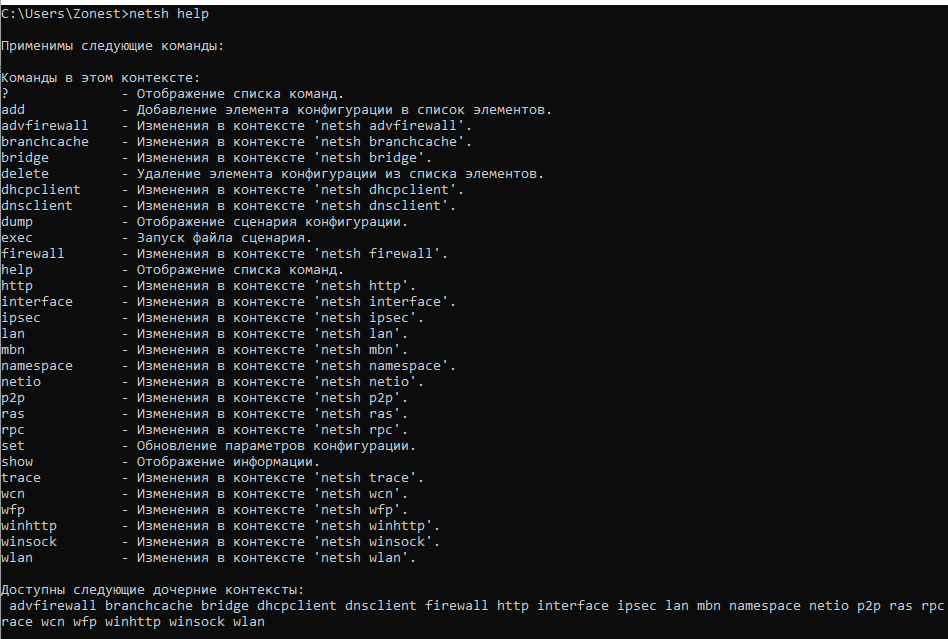 C:\Users\Zonest>netsh help
Применимы следующие команды:
Команды в этом контексте:
? - Отображение списка команд.
add - Добавление элемента конфигурации в список элементов.
advfirewall - Изменения в контексте 'netsh advfirewall'.
branchcache - Изменения в контексте 'netsh branchcache'.
bridge - Изменения в контексте 'netsh bridge'.
delete - Удаление элемента конфигурации из списка элементов.
dhcpclient - Изменения в контексте 'netsh dhcpclient'.
dnsclient - Изменения в контексте 'netsh dnsclient'.
dump - Отображение сценария конфигурации.
exec - Запуск файла сценария.
firewall - Изменения в контексте 'netsh firewall'.
help - Отображение списка команд.
http - Изменения в контексте 'netsh http'.
interface - Изменения в контексте 'netsh interface'.
ipsec - Изменения в контексте 'netsh ipsec'.
lan - Изменения в контексте 'netsh lan'.
mbn - Изменения в контексте 'netsh mbn'.
namespace - Изменения в контексте 'netsh namespace'.
netio - Изменения в контексте 'netsh netio'.
p2p - Изменения в контексте 'netsh p2p'.
ras - Изменения в контексте 'netsh ras'.
rpc - Изменения в контексте 'netsh rpc'.
set - Обновление параметров конфигурации.
show - Отображение информации.
trace - Изменения в контексте 'netsh trace'.
wcn - Изменения в контексте 'netsh wcn'.
wfp - Изменения в контексте 'netsh wfp'.
winhttp - Изменения в контексте 'netsh winhttp'.
winsock - Изменения в контексте 'netsh winsock'.
wlan - Изменения в контексте 'netsh wlan'.
Доступны следующие дочерние контексты:
advfirewall branchcache bridge dhcpclient dnsclient firewall http interface ipsec lan mbn namespace netio p2p ras rpc
race wcn wfp winhttp winsock wlan